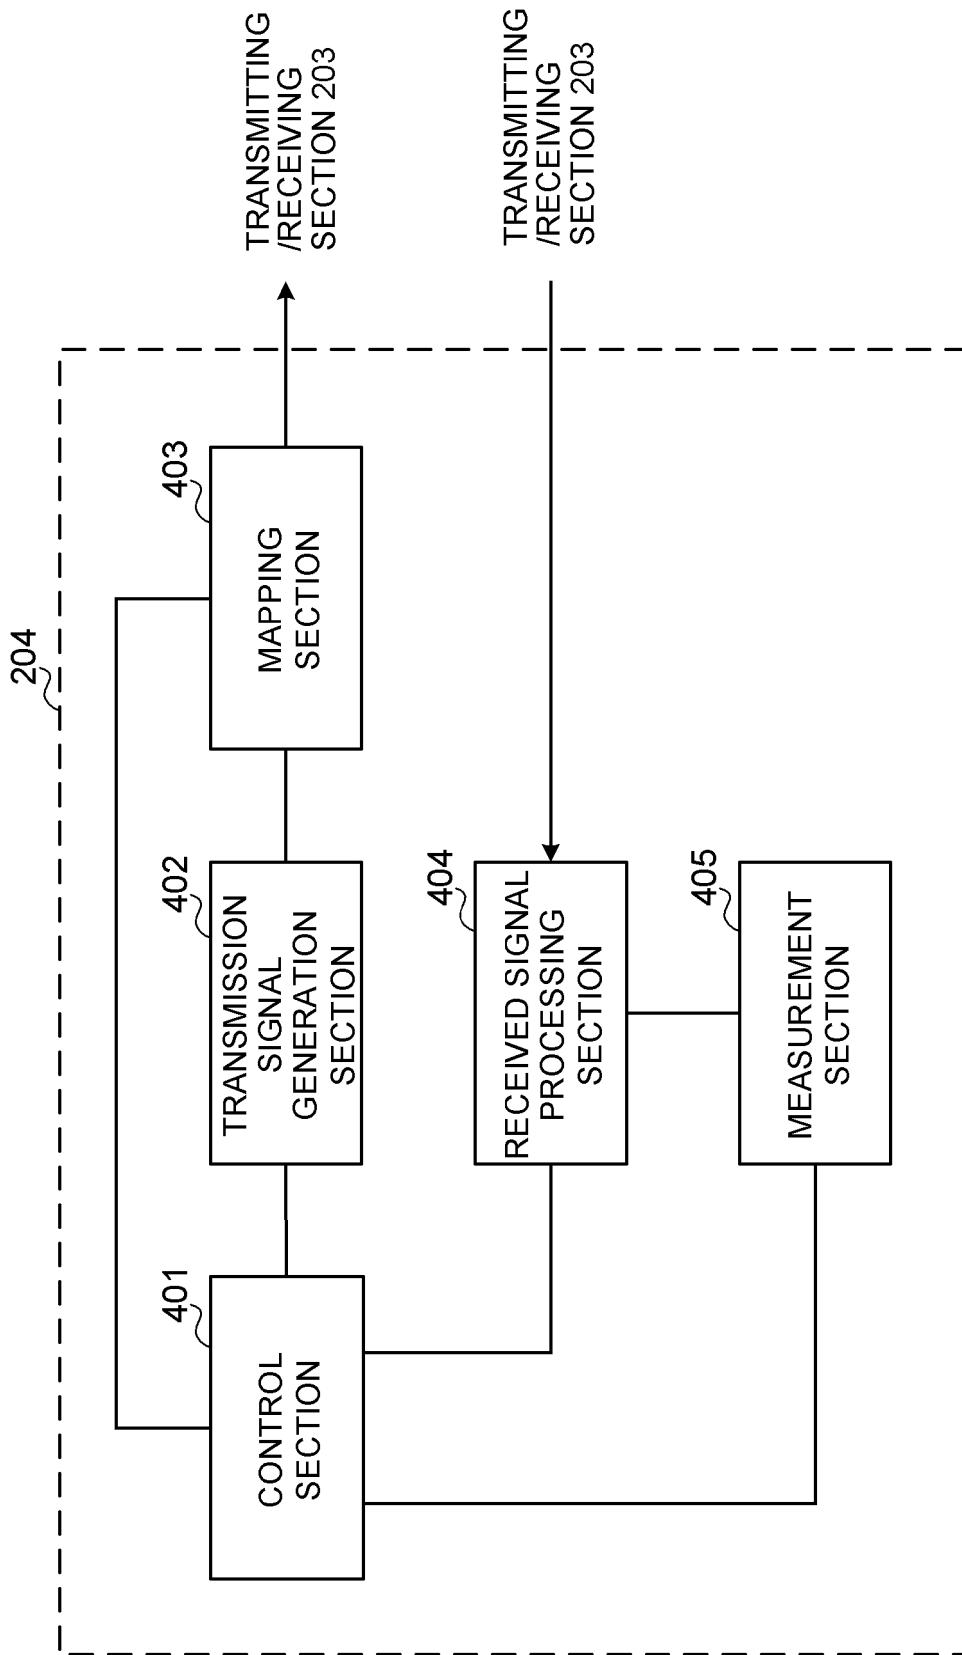 204
401
CONTROL
SECTION
402
TRANSMISSION
SIGNAL
GENERATION
SECTION
403
MAPPING
SECTION
TRANSMITTING
/RECEIVING
SECTION 203
404
RECEIVED SIGNAL
PROCESSING
SECTION
TRANSMITTING
/RECEIVING
SECTION 203
405
MEASUREMENT
SECTION